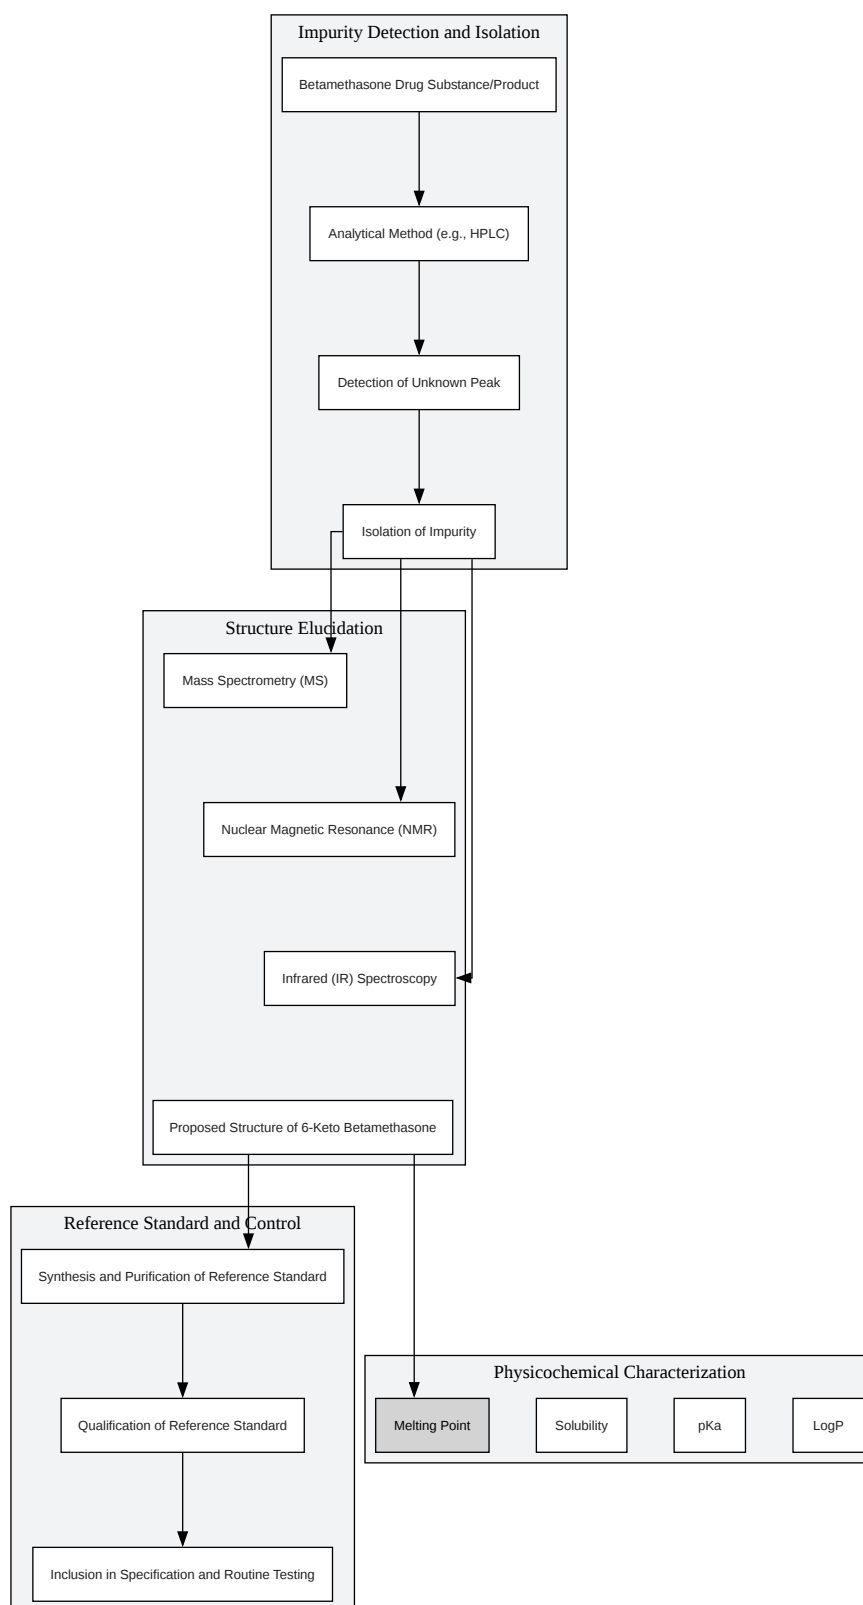 Impurity Detection and Isolation
Betamethasone Drug Substance/Product
Analytical Method (e.g., HPLC)
Detection of Unknown Peak
Isolation of Impurity
Structure Elucidation
Mass Spectrometry (MS)
Nuclear Magnetic Resonance (NMR)
Infrared (IR) Spectroscopy
Proposed Structure of 6-Keto Betamethasone
Reference Standard and Control
Synthesis and Purification of Reference Standard
Qualification of Reference Standard
Inclusion in Specification and Routine Testing
Physicochemical Characterization
Melting Point
Solubility
pKa
LogP